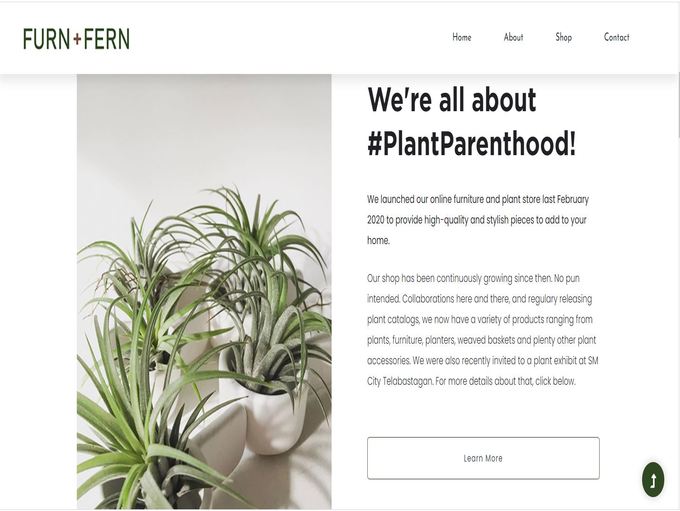 FURN+FERN
Home About Shop Contact
We're all about
#PlantParenthood!
We launched our online furniture and plant store last February
2020 to provide high-quality and stylish pieces to add to your
home.
Our shop has been continuously growing since then. No pun
intended. Collaborations here and there, and regulary releasing
plant catalogs, we now have a variety of products ranging from
plants, furniture, planters, weaved baskets and plenty other plant
accessories. We were also recently invited to a plant exhibit at SM
City Telabastagan. For more details about that, click below.
Learn More